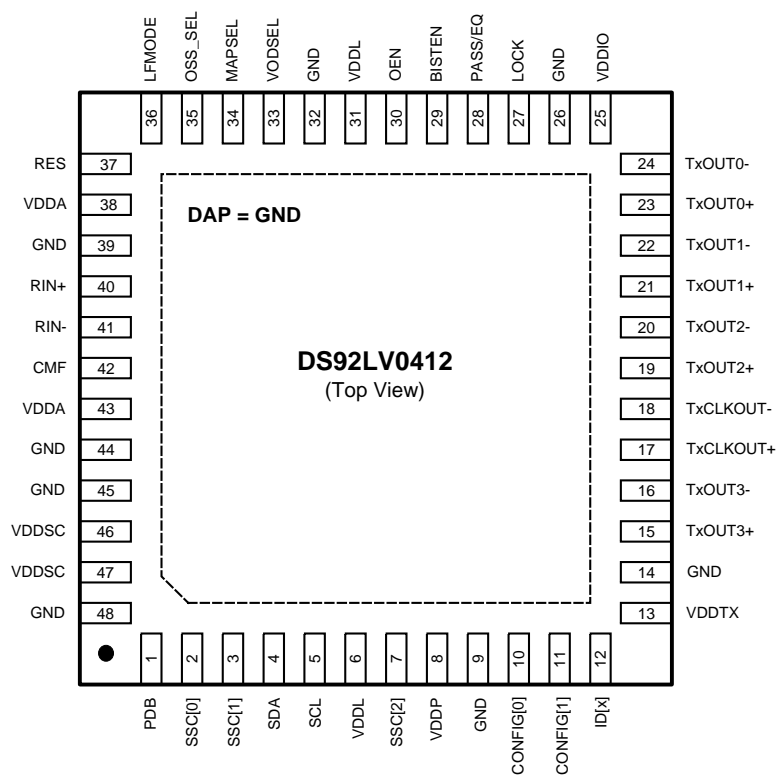 LFMODE
OSS_SEL
MAPSEL
VODSEL
GND
VDDL
OEN
BISTEN
PASS/EQ
LOCK
GND
VDDIO
36
35
34
33
32
31
30
29
28
27
26
25
RES 37
VDDA 38
GND 39
RIN+ 40
RIN- 41
CMF 42
VDDA 43
GND 44
GND 45
VDDSC 46
VDDSC 47
GND 48
DAP = GND
DS92LV0412
(Top View)
24 TxOUT0-
23 TxOUT0+
22 TxOUT1-
21 TxOUT1+
20 TxOUT2-
19 TxOUT2+
18 TxCLKOUT-
17 TxCLKOUT+
16 TxOUT3-
15 TxOUT3+
14 GND
13 VDDTX
1
2
3
4
5
6
7
8
9
10
11
12
PDB
SSC[0]
SSC[1]
SDA
SCL
VDDL
SSC[2]
VDDP
GND
CONFIG[0]
CONFIG[1]
ID[x]